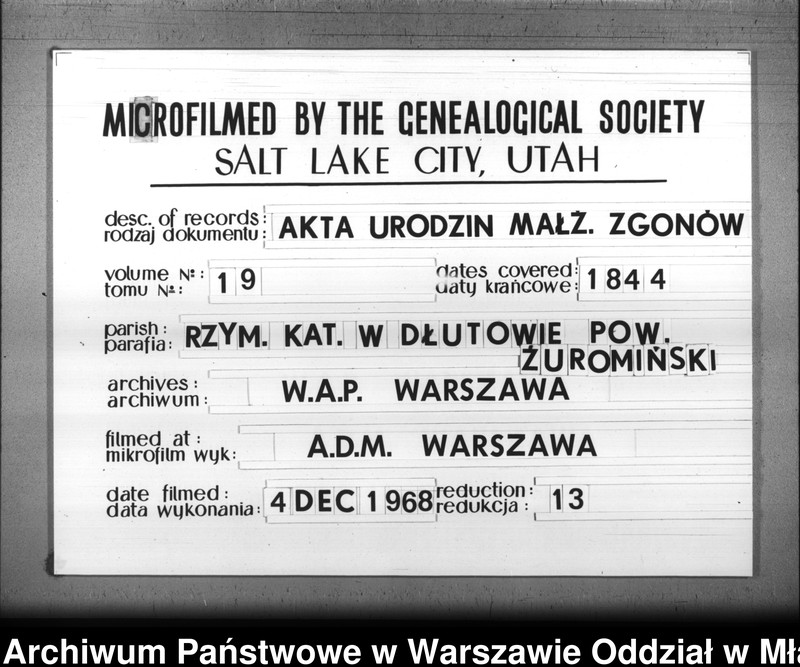 MICROFILMED BY THE GENEALOGICAL SOCIETY
SALT LAKE CITY, UTAH
desc. of records:
rodzaj dokumentu: AKTA URODZIN MAŁŻ. ZGONÓW
volume No:
tomu No: 19
dates covered:
daty krańcowe: 1844
parish:
parafia: RZYM. KAT. W DŁUTOWIE POW.
ŻUROMIŃSKI
archives:
archiwum: W.A.P. WARSZAWA
filmed at:
mikrofilm wyk: A.D.M. WARSZAWA
date filmed:
data wykonania: 4 DEC 1968
reduction:
redukcja: 13
Archiwum Państwowe w Warszawie Oddział w